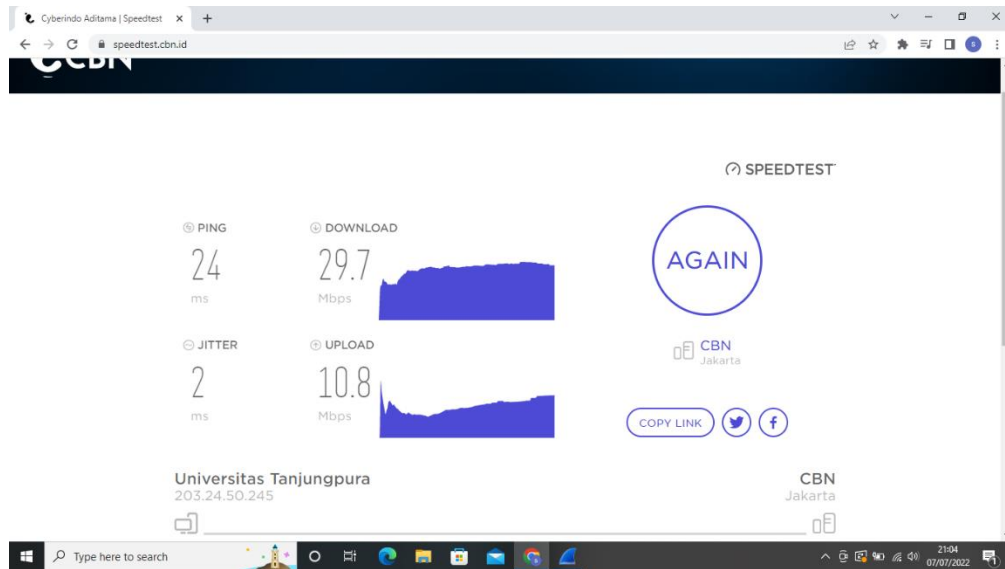 Cyberindo Aditama | Speedtest
speedtest.cbn.id
CBN
SPEEDTEST
PING
24
ms
DOWNLOAD
29.7
Mbps
AGAIN
JITTER
2
ms
UPLOAD
10.8
Mbps
CBN
Jakarta
COPY LINK
Universitas Tanjungpura
203.24.50.245
CBN
Jakarta
Type here to search
21:04
07/07/2022